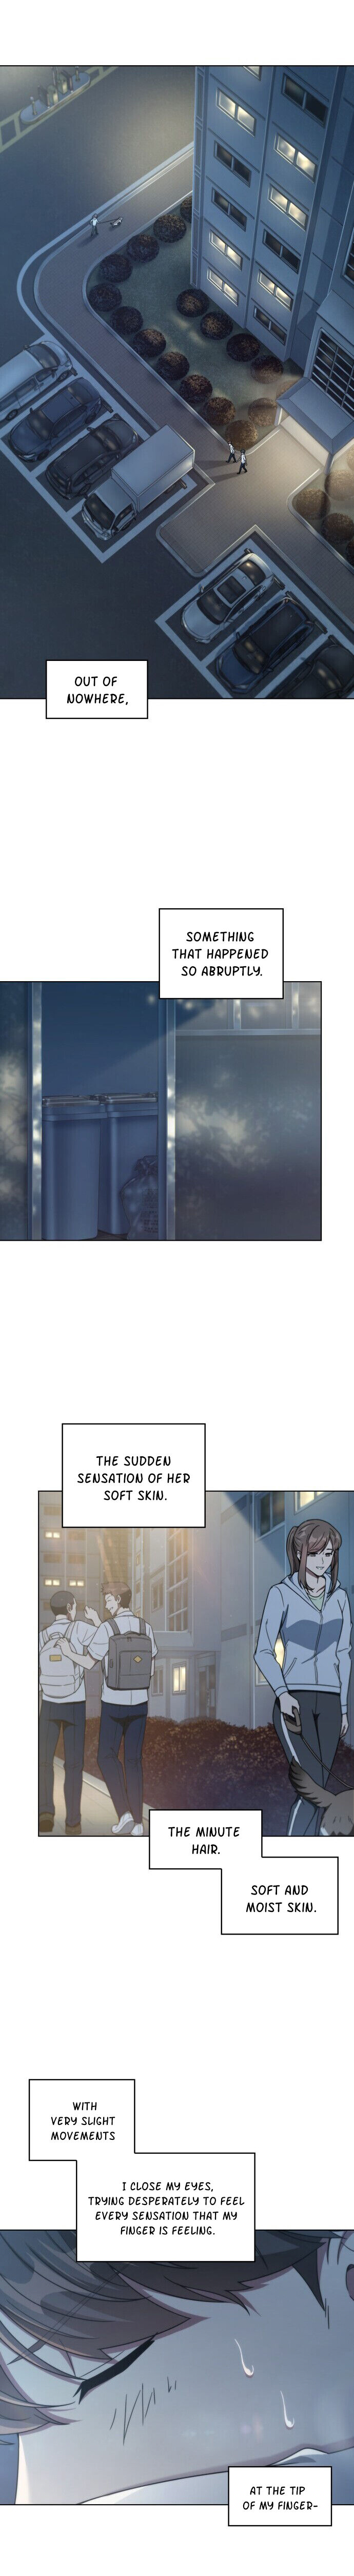 OUT OF
NOWHERE,
SOMETHING
THAT HAPPENED
SO ABRUPTLY.
THE SUDDEN
SENSATION OF HER
SOFT SKIN.
THE MINUTE
HAIR.
SOFT AND
MOIST SKIN.
WITH
VERY SLIGHT
MOVEMENTS
I CLOSE MY EYES,
TRYING DESPERATELY TO FEEL
EVERY SENSATION THAT MY
FINGER IS FEELING.
AT THE TIP
OF MY FINGER-